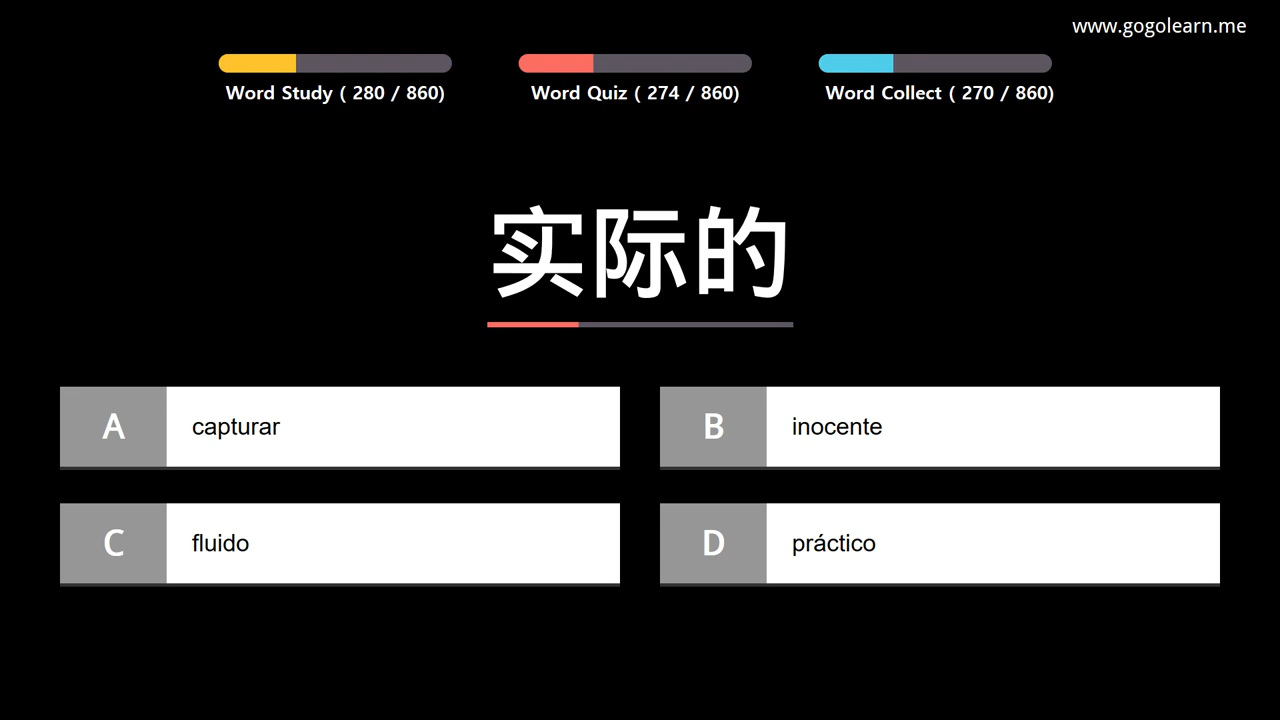 www.gogolearn.me
Word Study ( 280 / 860)
Word Quiz ( 274 / 860)
Word Collect ( 270 / 860)
实际的
A capturar
B inocente
C fluido
D práctico